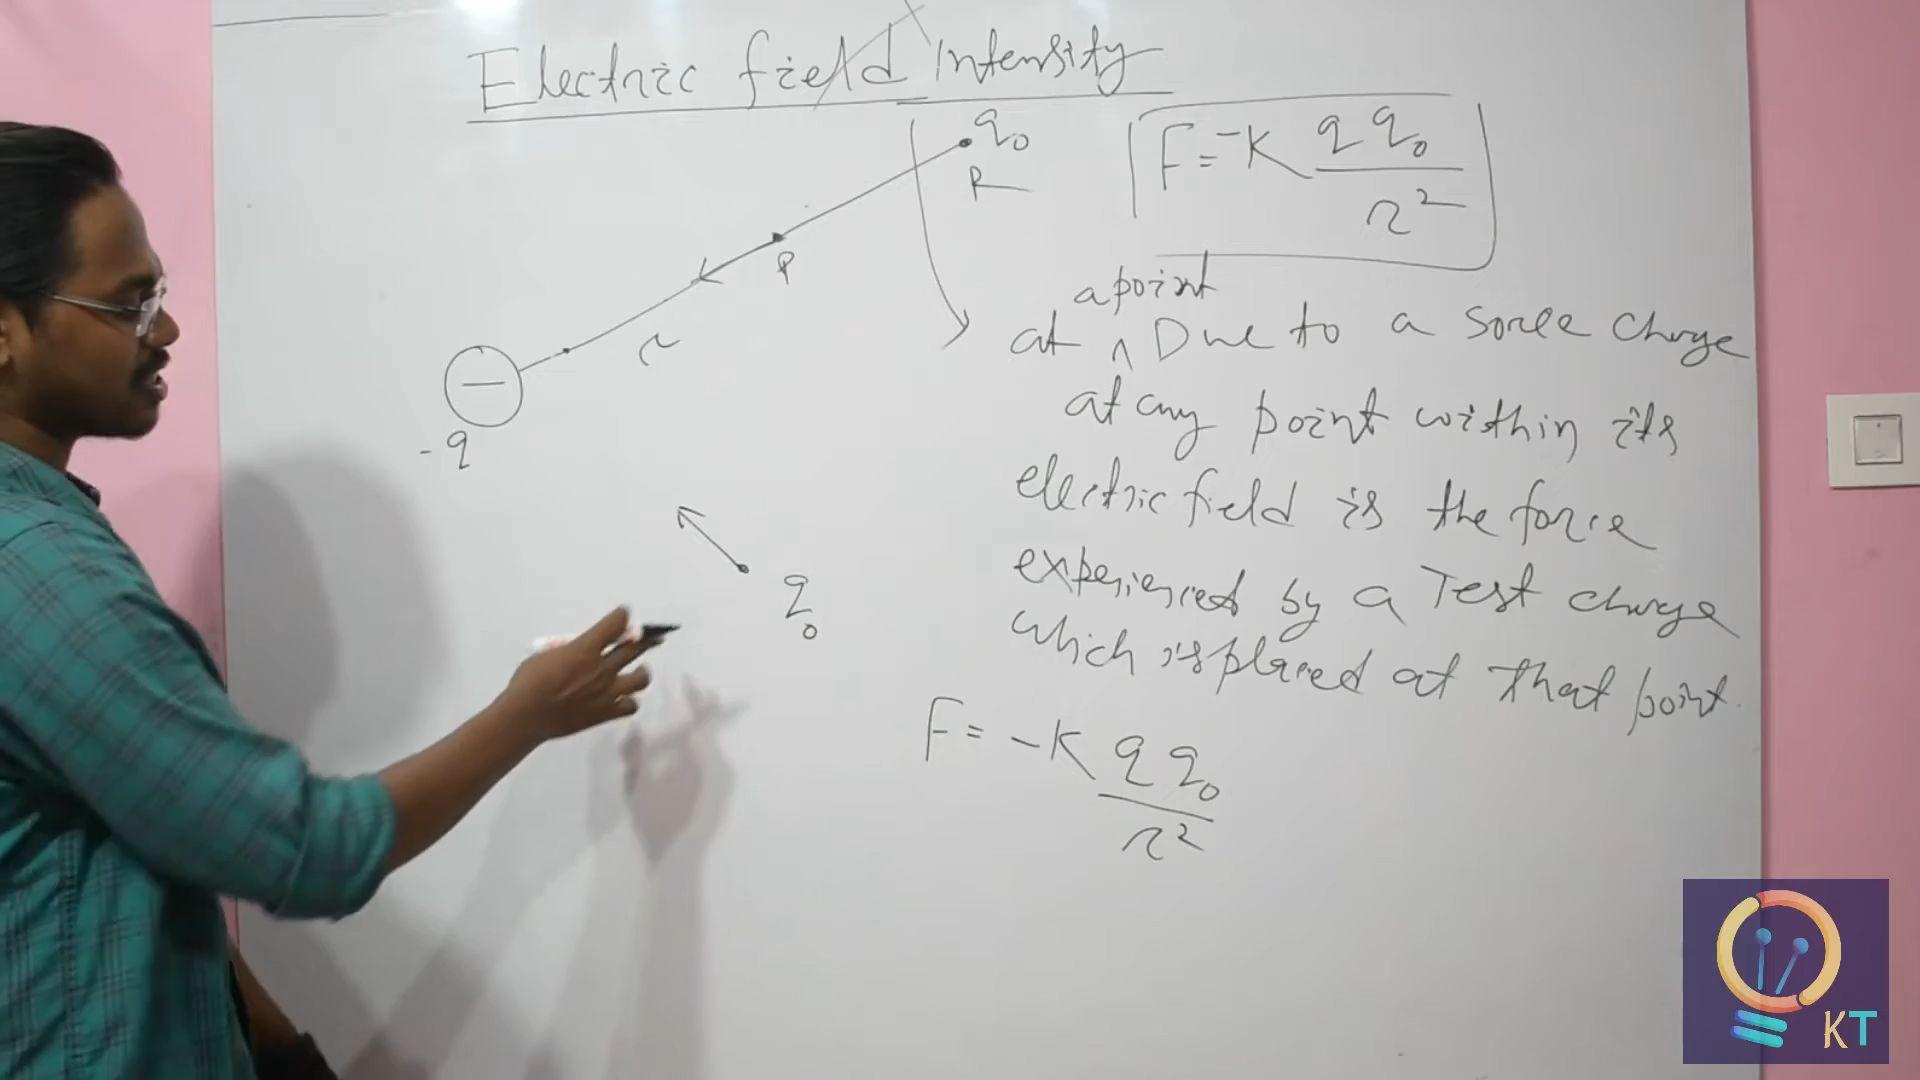 Electric field Intensity
q₀
R
F = -K q q₀ / r²
P
r
a point
at ∧ Due to a sorce Charge
at any point within its
electric field is the force
experienced by a Test charge
which is placed at that point.
-q
q₀
F = -K q q₀ / r²
KT